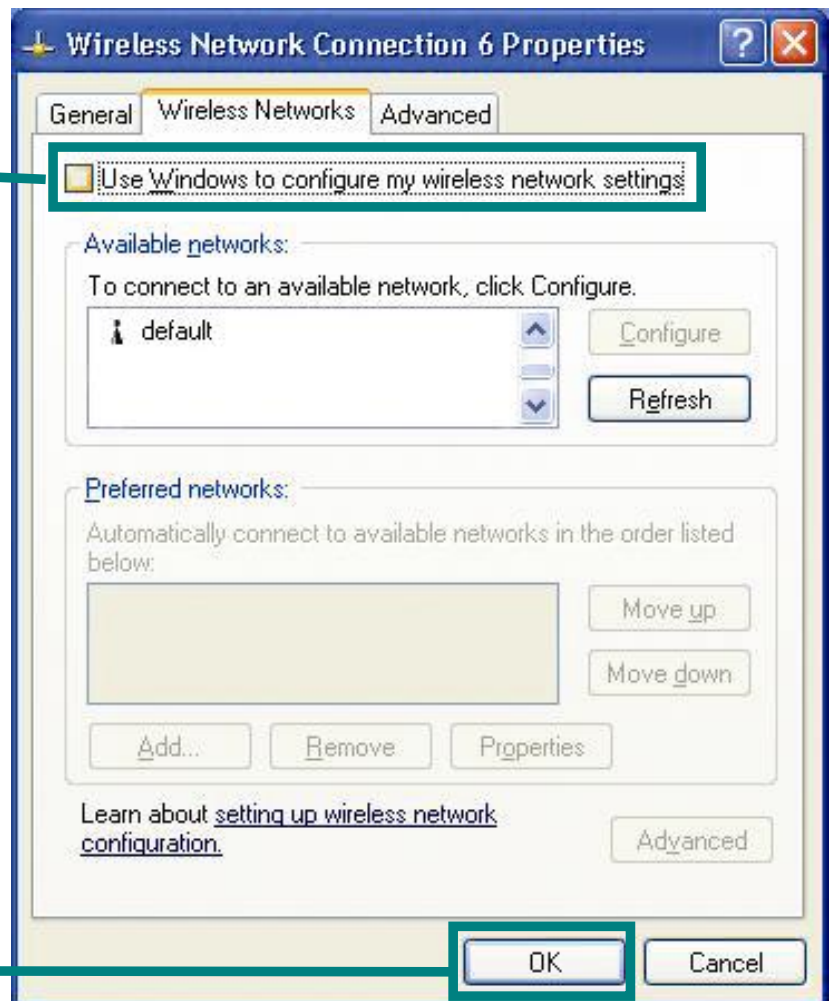 Wireless Network Connection 6 Properties
General Wireless Networks Advanced
Use Windows to configure my wireless network settings
Available networks:
To connect to an available network, click Configure.
default
Configure
Refresh
Preferred networks:
Automatically connect to available networks in the order listed
below:
Move up
Move down
Add... Remove Properties
Learn about setting up wireless network
configuration.
Advanced
OK Cancel